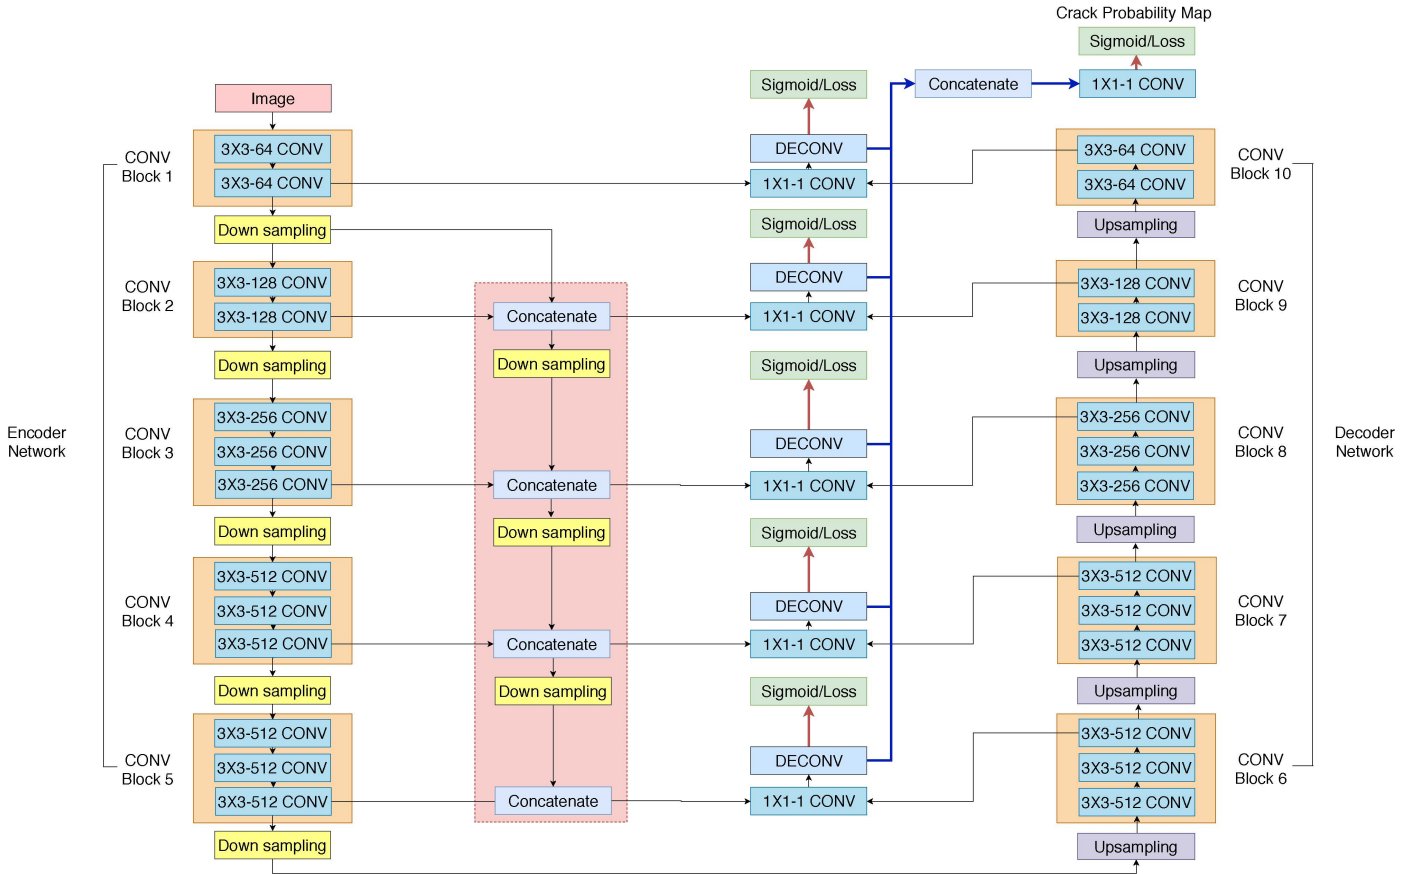 Crack Probability Map
Sigmoid/Loss
Concatenate
1X1-1 CONV
Image
CONV
Block 1
3X3-64 CONV
3X3-64 CONV
Down sampling
CONV
Block 2
3X3-128 CONV
3X3-128 CONV
Down sampling
Encoder
Network
CONV
Block 3
3X3-256 CONV
3X3-256 CONV
3X3-256 CONV
Down sampling
CONV
Block 4
3X3-512 CONV
3X3-512 CONV
3X3-512 CONV
Down sampling
CONV
Block 5
3X3-512 CONV
3X3-512 CONV
3X3-512 CONV
Down sampling
Concatenate
Down sampling
Concatenate
Down sampling
Concatenate
Down sampling
Concatenate
Sigmoid/Loss
DECONV
1X1-1 CONV
Sigmoid/Loss
DECONV
1X1-1 CONV
Sigmoid/Loss
DECONV
1X1-1 CONV
Sigmoid/Loss
DECONV
1X1-1 CONV
Sigmoid/Loss
DECONV
1X1-1 CONV
3X3-64 CONV
3X3-64 CONV
CONV
Block 10
Upsampling
3X3-128 CONV
3X3-128 CONV
CONV
Block 9
Upsampling
3X3-256 CONV
3X3-256 CONV
3X3-256 CONV
CONV
Block 8
Decoder
Network
Upsampling
3X3-512 CONV
3X3-512 CONV
3X3-512 CONV
CONV
Block 7
Upsampling
3X3-512 CONV
3X3-512 CONV
3X3-512 CONV
CONV
Block 6
Upsampling